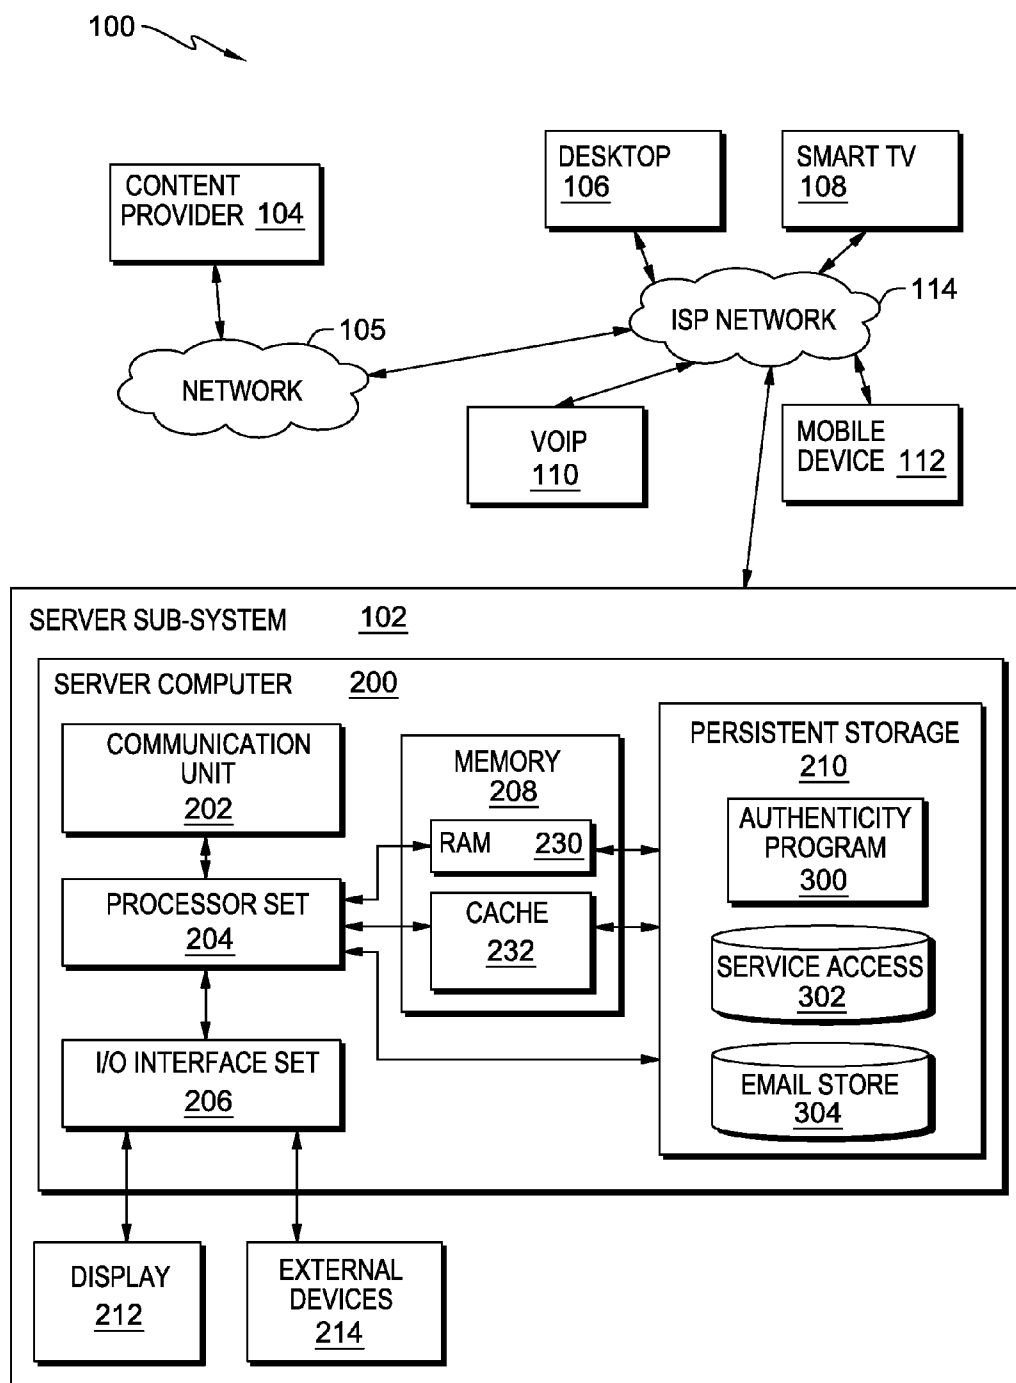 100
CONTENT
PROVIDER 104
DESKTOP
106
SMART TV
108
105
NETWORK
ISP NETWORK
114
VOIP
110
MOBILE
DEVICE 112
SERVER SUB-SYSTEM 102
SERVER COMPUTER 200
COMMUNICATION
UNIT
202
PROCESSOR SET
204
I/O INTERFACE SET
206
MEMORY
208
RAM 230
CACHE
232
PERSISTENT STORAGE
210
AUTHENTICITY
PROGRAM
300
SERVICE ACCESS
302
EMAIL STORE
304
DISPLAY
212
EXTERNAL
DEVICES
214